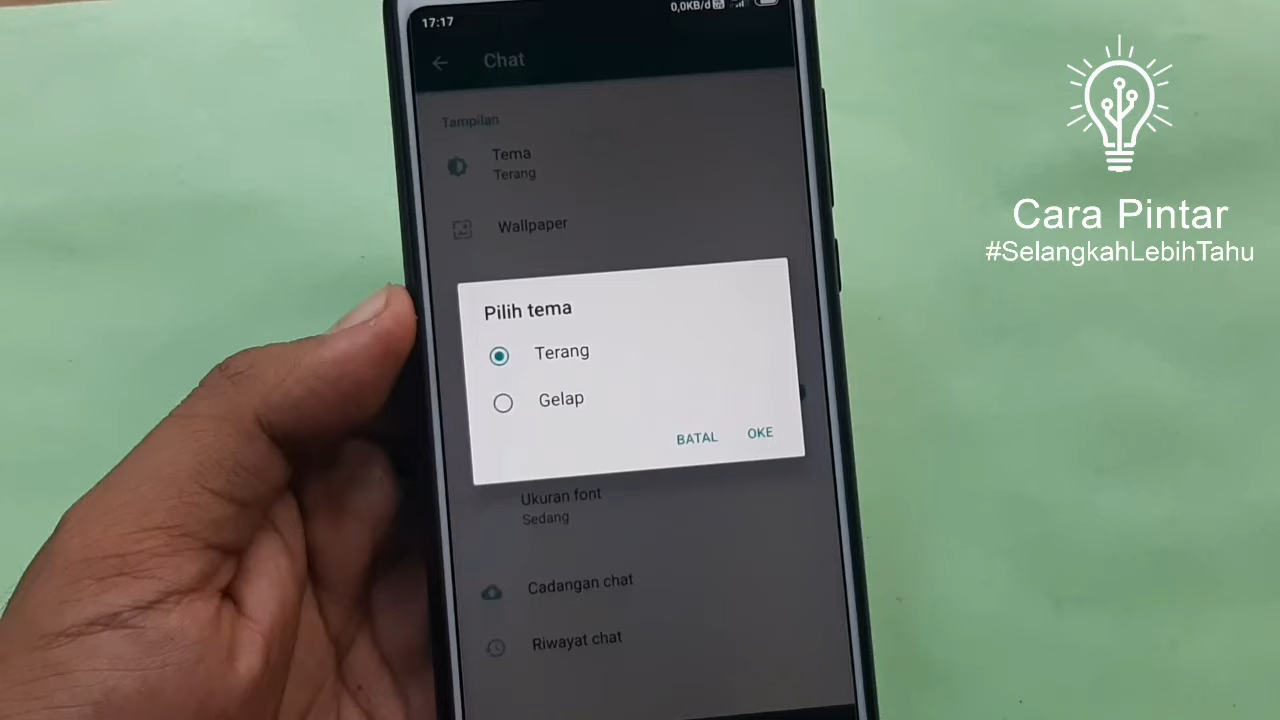 17:17
0,0KB/d
Chat
Tampilan
Tema
Terang
Wallpaper
Pilih tema
Terang
Gelap
BATAL
OKE
Ukuran font
Sedang
Cadangan chat
Riwayat chat
Cara Pintar
#SelangkahLebihTahu